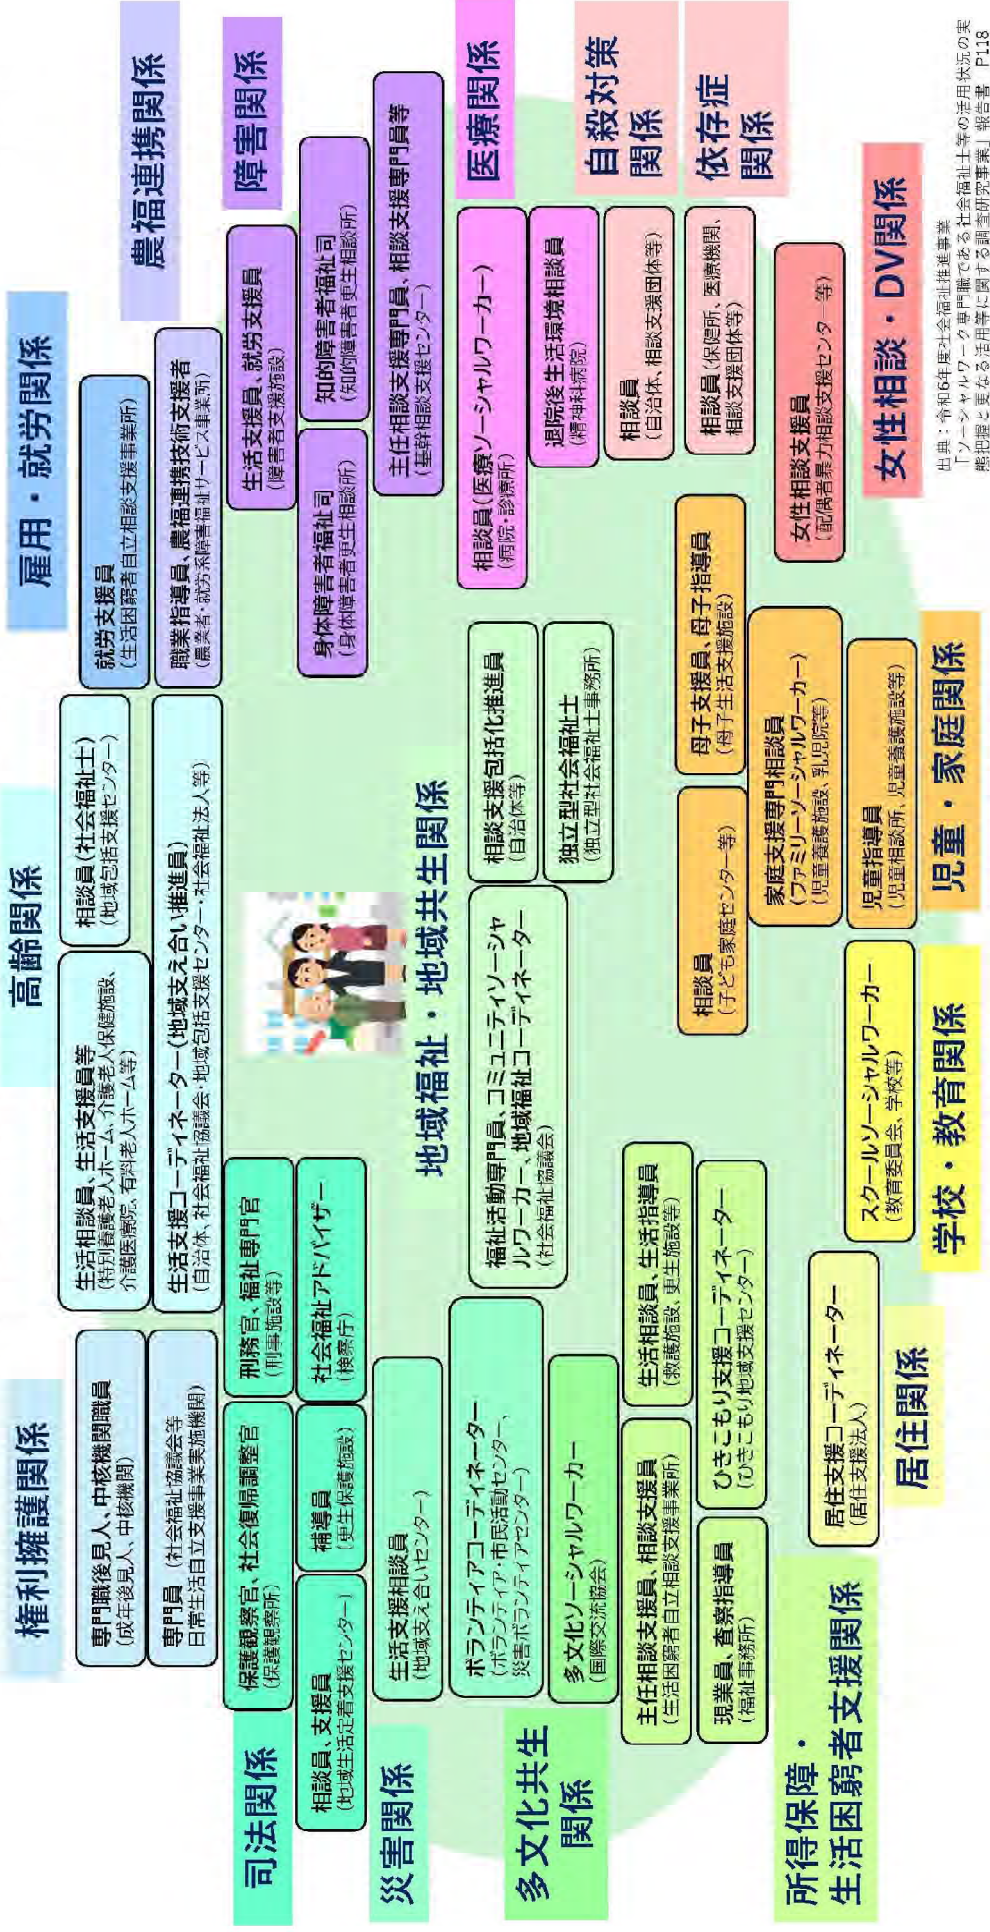 権利擁護関係
専門職後見人、中核機関職員
(成年後見人、中核機関)
専門員 (社会福祉協議会等
日常生活自立支援事業実施機関)
高齢関係
生活相談員、生活支援員等
(特別養護老人ホーム、介護老人保健施設、
介護医療院、有料老人ホーム等)
相談員(社会福祉士)
(地域包括支援センター)
生活支援コーディネーター(地域支え合い推進員)
(自治体、社会福祉協議会・地域包括支援センター・社会福祉法人等)
雇用・就労関係
就労支援員
(生活困窮者自立相談支援事業所)
農福連携関係
職業指導員、農福連携技術支援者
(農業者・就労系障害福祉サービス事業所)
障害関係
生活支援員、就労支援員
(障害者支援施設)
身体障害者福祉司
(身体障害者更生相談所)
知的障害者福祉司
(知的障害者更生相談所)
主任相談支援専門員、相談支援専門員等
(基幹相談支援センター)
司法関係
保護観察官、社会復帰調整官
(保護観察所)
刑務官、福祉専門官
(刑事施設等)
相談員、支援員
(地域生活定着支援センター)
補導員
(更生保護施設)
社会福祉アドバイザー
(検察庁)
災害関係
生活支援相談員
(地域支え合いセンター)
ボランティアコーディネーター
(ボランティア・市民活動センター、
災害ボランティアセンター)
多文化共生
関係
多文化ソーシャルワーカー
(国際交流協会)
地域福祉・地域共生関係
福祉活動専門員、コミュニティソーシャ
ルワーカー、地域福祉コーディネーター
(社会福祉協議会)
相談支援包括化推進員
(自治体等)
独立型社会福祉士
(独立型社会福祉士事務所)
医療関係
相談員(医療ソーシャルワーカー)
(病院・診療所)
退院後生活環境相談員
(精神科病院)
自殺対策
関係
相談員
(自治体、相談支援団体等)
依存症
関係
相談員(保健所、医療機関、
相談支援団体等)
所得保障・
生活困窮者支援関係
主任相談支援員、相談支援員
(生活困窮者自立相談支援事業所)
生活相談員、生活指導員
(救護施設、更生施設等)
現業員、査察指導員
(福祉事務所)
ひきこもり支援コーディネーター
(ひきこもり地域支援センター)
居住関係
居住支援コーディネーター
(居住支援法人)
学校・教育関係
スクールソーシャルワーカー
(教育委員会、学校等)
児童・家庭関係
相談員
(子ども家庭センター等)
母子支援員、母子指導員
(母子生活支援施設)
家庭支援専門相談員
(ファミリーソーシャルワーカー)
(児童養護施設、乳児院等)
児童指導員
(児童相談所、児童養護施設等)
女性相談・DV関係
女性相談支援員
(配偶者暴力相談支援センター等)
出典:令和6年度社会福祉推進事業
「ソーシャルワーク専門職である社会福祉士等の活用状況の実
態把握と更なる活用等に関する調査研究事業」報告書 P118